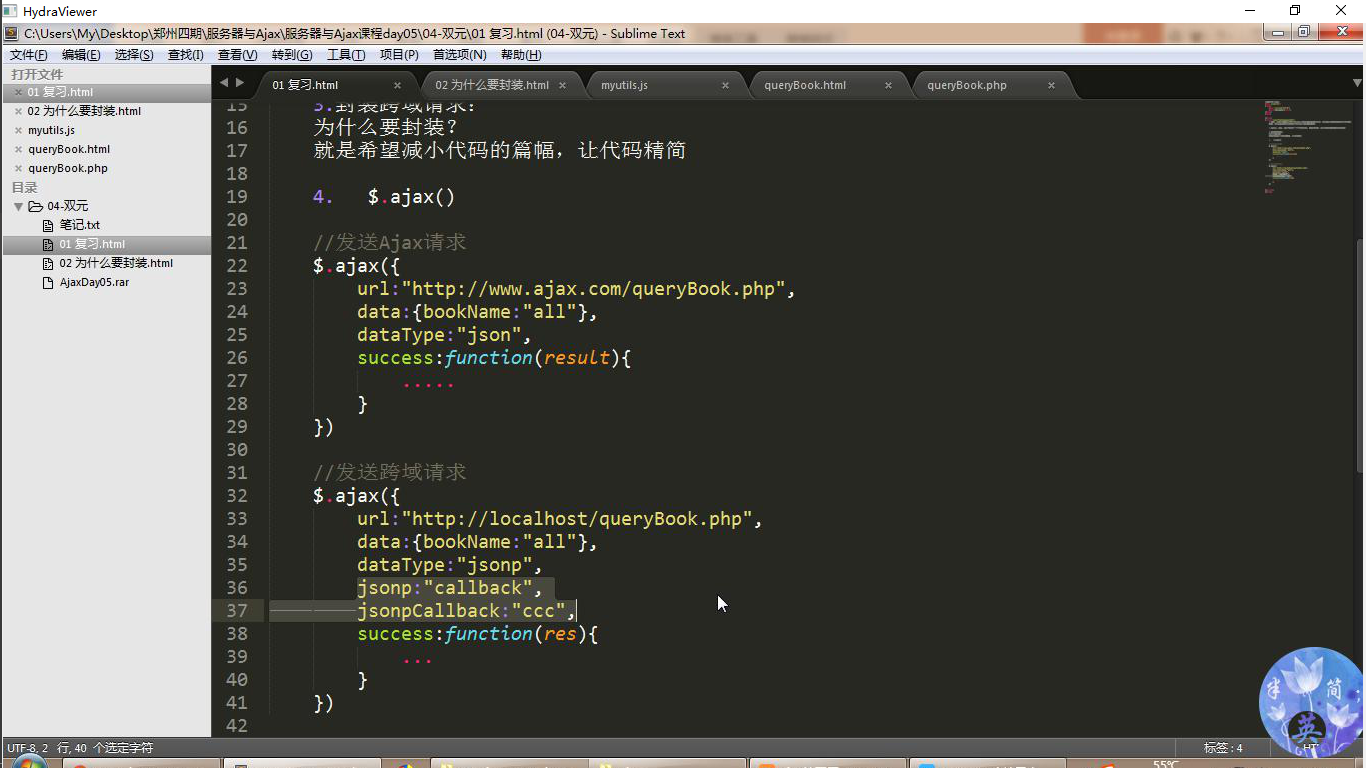 HydraViewer
C:\Users\My\Desktop\郑州四期\服务器与Ajax\服务器与Ajax课程day05\04-双元\01 复习.html (04-双元) - Sublime Text
文件(F) 编辑(E) 选择(S) 查找(I) 查看(V) 转到(G) 工具(T) 项目(P) 首选项(N) 帮助(H)
打开文件
01 复习.html
02 为什么要封装.html
myutils.js
queryBook.html
queryBook.php
目录
04-双元
笔记.txt
01 复习.html
02 为什么要封装.html
AjaxDay05.rar
01 复习.html 02 为什么要封装.html myutils.js queryBook.html queryBook.php
15 3.封装跨域请求:
16 为什么要封装?
17 就是希望减小代码的篇幅，让代码精简
18
19 4. $.ajax()
20
21 //发送Ajax请求
22 $.ajax({
23 url:"http://www.ajax.com/queryBook.php",
24 data:{bookName:"all"},
25 dataType:"json",
26 success:function(result){
27 .....
28 }
29 })
30
31 //发送跨域请求
32 $.ajax({
33 url:"http://localhost/queryBook.php",
34 data:{bookName:"all"},
35 dataType:"jsonp",
36 jsonp:"callback",
37 jsonpCallback:"ccc",
38 success:function(res){
39 ...
40 }
41 })
42
半 简
英
UTF-8, 2 行, 40 个选定字符 标签: 4
55℃